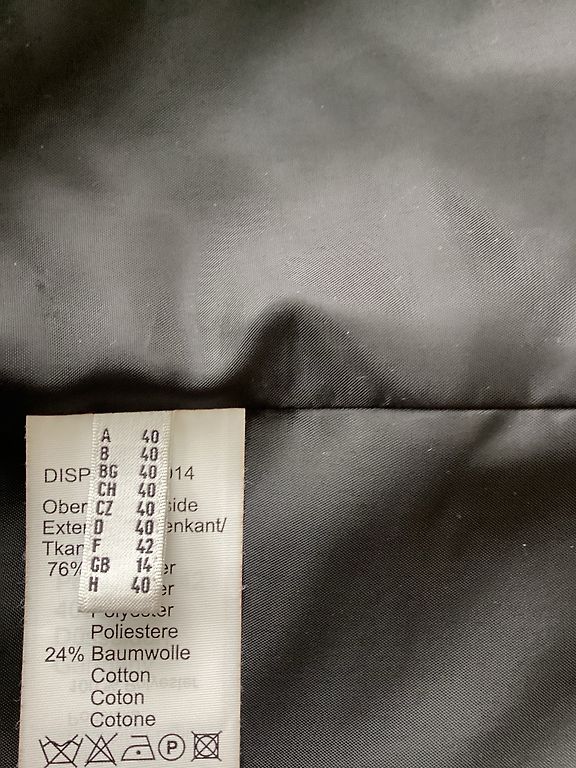 A 40
B 40
BG 40
CH 40
CZ 40
D 40
F 42
GB 14
H 40
DISP 014
Ober side
Exter enkant/
Tkan
76% er
er
Polyester
Poliestere
24% Baumwolle
Cotton
Coton
Cotone
P